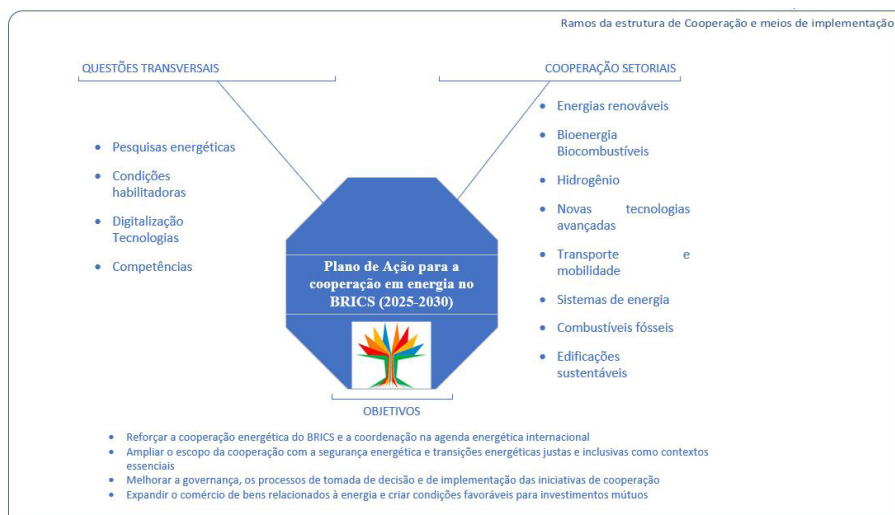 Ramos da estrutura de Cooperação e meios de implementação
QUESTÕES TRANSVERSAIS
• Pesquisas energéticas
• Condições
habilitadoras
• Digitalização
Tecnologias
• Competências
COOPERAÇÃO SETORIAIS
• Energias renováveis
• Bioenergia
Biocombustíveis
• Hidrogênio
• Novas tecnologias
avançadas
• Transporte e
mobilidade
• Sistemas de energia
• Combustíveis fósseis
• Edificações
sustentáveis
Plano de Ação para a
cooperação em energia no
BRICS (2025-2030)
OBJETIVOS
• Reforçar a cooperação energética do BRICS e a coordenação na agenda energética internacional
• Ampliar o escopo da cooperação com a segurança energética e transições energéticas justas e inclusivas como contextos
essenciais
• Melhorar a governança, os processos de tomada de decisão e de implementação das iniciativas de cooperação
• Expandir o comércio de bens relacionados à energia e criar condições favoráveis para investimentos mútuos